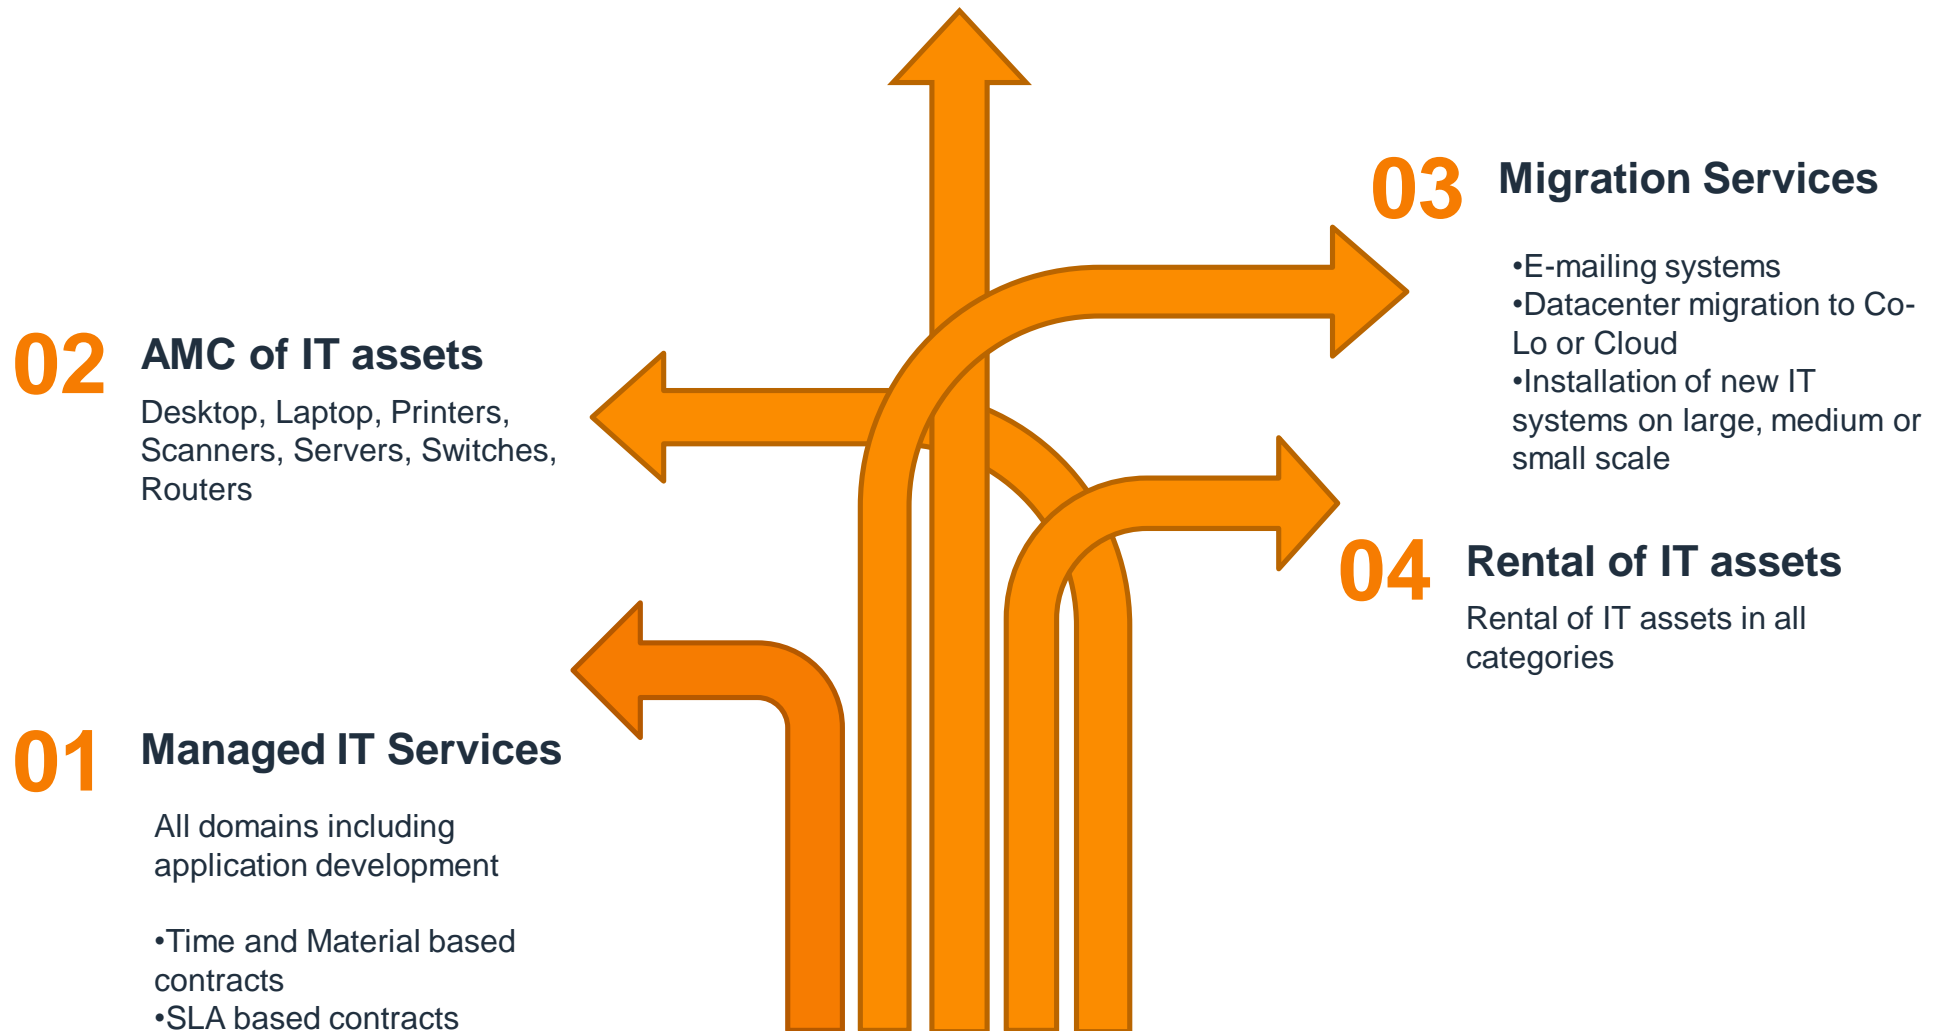 01
Managed IT Services
All domains including
application development
•Time and Material based
contracts
•SLA based contracts
02
AMC of IT assets
Desktop, Laptop, Printers,
Scanners, Servers, Switches,
Routers
03
Migration Services
•E-mailing systems
•Datacenter migration to Co-
Lo or Cloud
•Installation of new IT
systems on large, medium or
small scale
04
Rental of IT assets
Rental of IT assets in all
categories